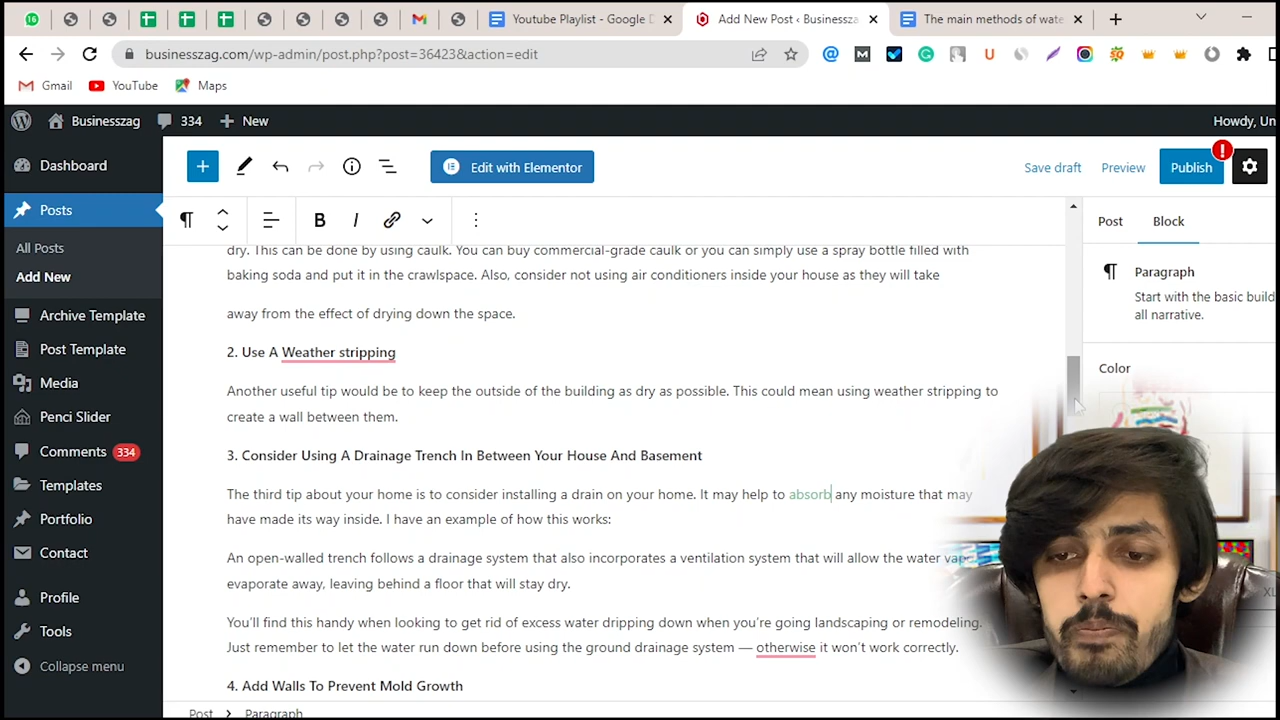 16
Youtube Playlist - Google D
Add New Post ‹ Businessza
The main methods of wate
businesszag.com/wp-admin/post.php?post=36423&action=edit
Gmail
YouTube
Maps
Businesszag
334
New
Howdy, Un
Dashboard
Posts
All Posts
Add New
Archive Template
Post Template
Media
Penci Slider
Comments 334
Topics
Portfolio
Contact
Profile
Tools
Collapse menu
Edit with Elementor
Save draft
Preview
Publish
Post
Block
Paragraph
Start with the basic build
all narrative.
Color
dry. This can be done by using caulk. You can buy commercial-grade caulk or you can simply use a spray bottle filled with
baking soda and put it in the crawlspace. Also, consider not using air conditioners inside your house as they will take
away from the effect of drying down the space.
2. Use A Weather stripping
Another useful tip would be to keep the outside of the building as dry as possible. This could mean using weather stripping to
create a wall between them.
3. Consider Using A Drainage Trench In Between Your House And Basement
The third tip about your home is to consider installing a drain on your home. It may help to absorb any moisture that may
have made its way inside. I have an example of how this works:
An open-walled trench follows a drainage system that also incorporates a ventilation system that will allow the water vapo
evaporate away, leaving behind a floor that will stay dry.
You'll find this handy when looking to get rid of excess water dripping down when you're going landscaping or remodeling.
Just remember to let the water run down before using the ground drainage system — otherwise it won't work correctly.
4. Add Walls To Prevent Mold Growth
Post
Paragraph